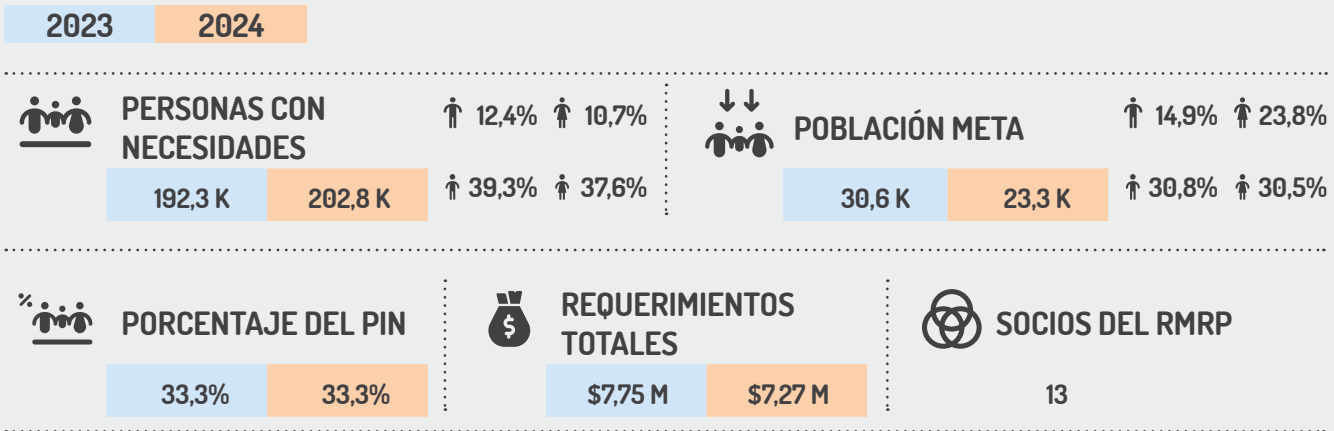 2023 2024
PERSONAS CON
NECESIDADES
192,3 K 202,8 K
12,4% 10,7%
39,3% 37,6%
POBLACIÓN META
30,6 K 23,3 K
14,9% 23,8%
30,8% 30,5%
%
PORCENTAJE DEL PIN
33,3% 33,3%
$
REQUERIMIENTOS
TOTALES
$7,75 M $7,27 M
SOCIOS DEL RMRP
13